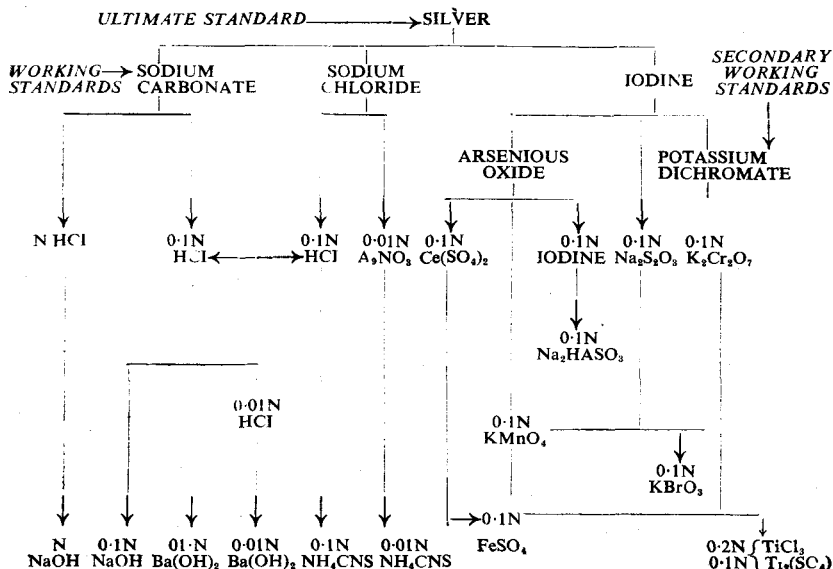 ULTIMATE STANDARD SILVER
WORKING STANDARDS
SODIUM CARBONATE
SODIUM CHLORIDE
IODINE
SECONDARY WORKING STANDARDS
ARSENIOUS OXIDE
POTASSIUM DICHROMATE
N HCl
0·1N HCl
0·1N HCl
0·01N A₉NO₃
0·1N Ce(SO₄)₂
0·1N IODINE
0·1N Na₂S₂O₃
0·1N K₂Cr₂O₇
0·1N Na₂HASO₃
0·01N HCl
0·1N KMnO₄
0·1N KBrO₃
N NaOH
0·1N NaOH
01·N Ba(OH)₂
0·01N Ba(OH)₂
0·1N NH₄CNS
0·01N NH₄CNS
0·1N FeSO₄
0·2N { TiCl₃
0·1N